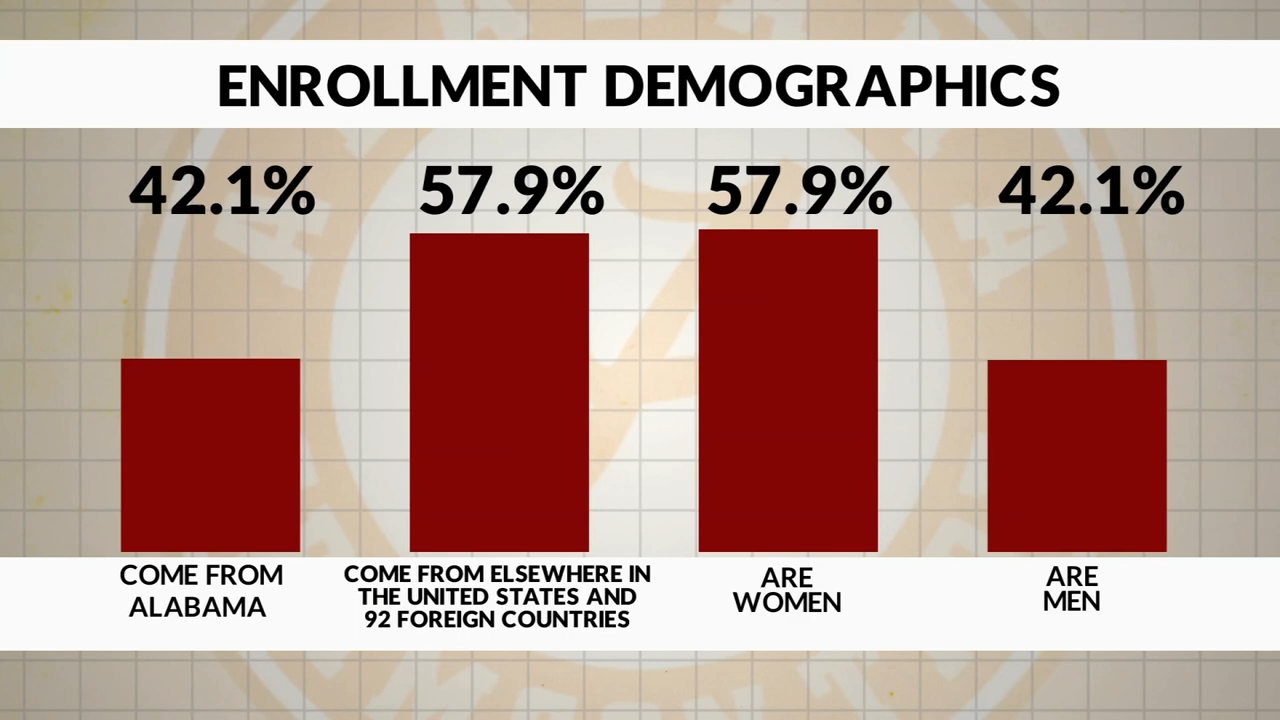 ENROLLMENT DEMOGRAPHICS
42.1% 57.9% 57.9% 42.1%
COME FROM
ALABAMA
COME FROM ELSEWHERE IN
THE UNITED STATES AND
92 FOREIGN COUNTRIES
ARE
WOMEN
ARE
MEN